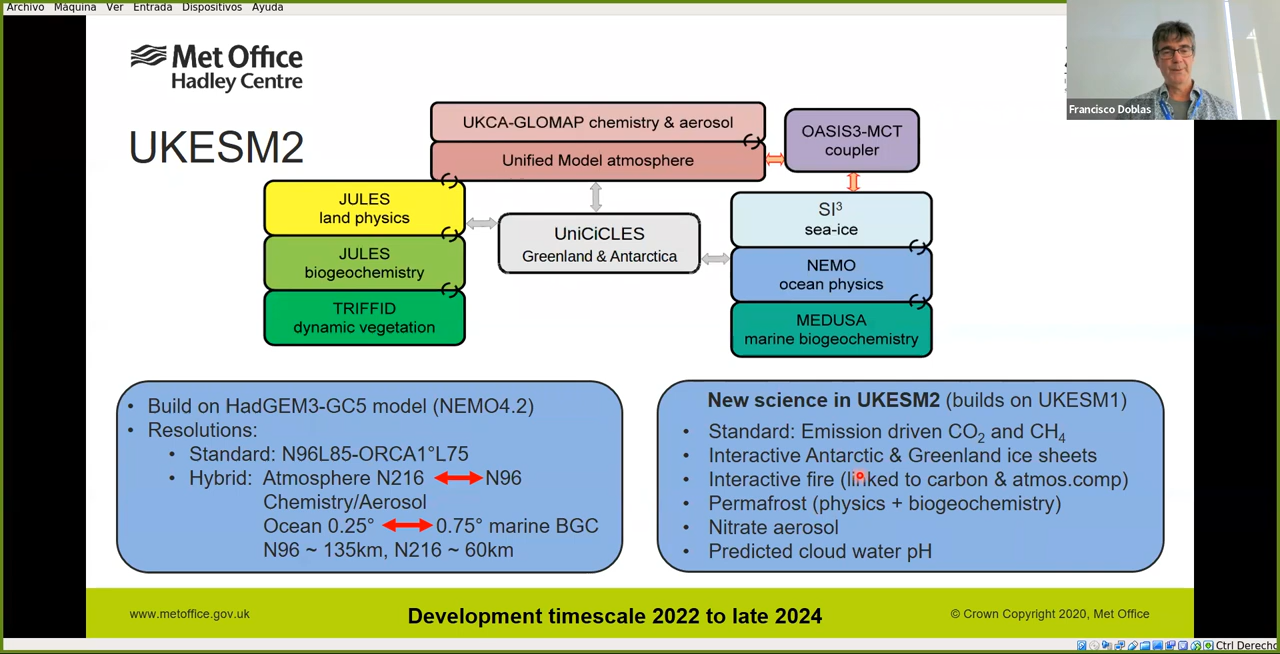 Archivo Máquina Ver Entrada Dispositivos Ayuda
Met Office
Hadley Centre
Francisco Doblas
UKESM2
UKCA-GLOMAP chemistry & aerosol
Unified Model atmosphere
OASIS3-MCT
coupler
JULES
land physics
JULES
biogeochemistry
TRIFFID
dynamic vegetation
UniCiCLES
Greenland & Antarctica
SI³
sea-ice
NEMO
ocean physics
MEDUSA
marine biogeochemistry
• Build on HadGEM3-GC5 model (NEMO4.2)
• Resolutions:
• Standard: N96L85-ORCA1°L75
• Hybrid: Atmosphere N216 N96
Chemistry/Aerosol
Ocean 0.25° 0.75° marine BGC
N96 ~ 135km, N216 ~ 60km
New science in UKESM2 (builds on UKESM1)
• Standard: Emission driven CO₂ and CH₄
• Interactive Antarctic & Greenland ice sheets
• Interactive fire (linked to carbon & atmos.comp)
• Permafrost (physics + biogeochemistry)
• Nitrate aerosol
• Predicted cloud water pH
www.metoffice.gov.uk
Development timescale 2022 to late 2024
© Crown Copyright 2020, Met Office
Ctrl Derecho